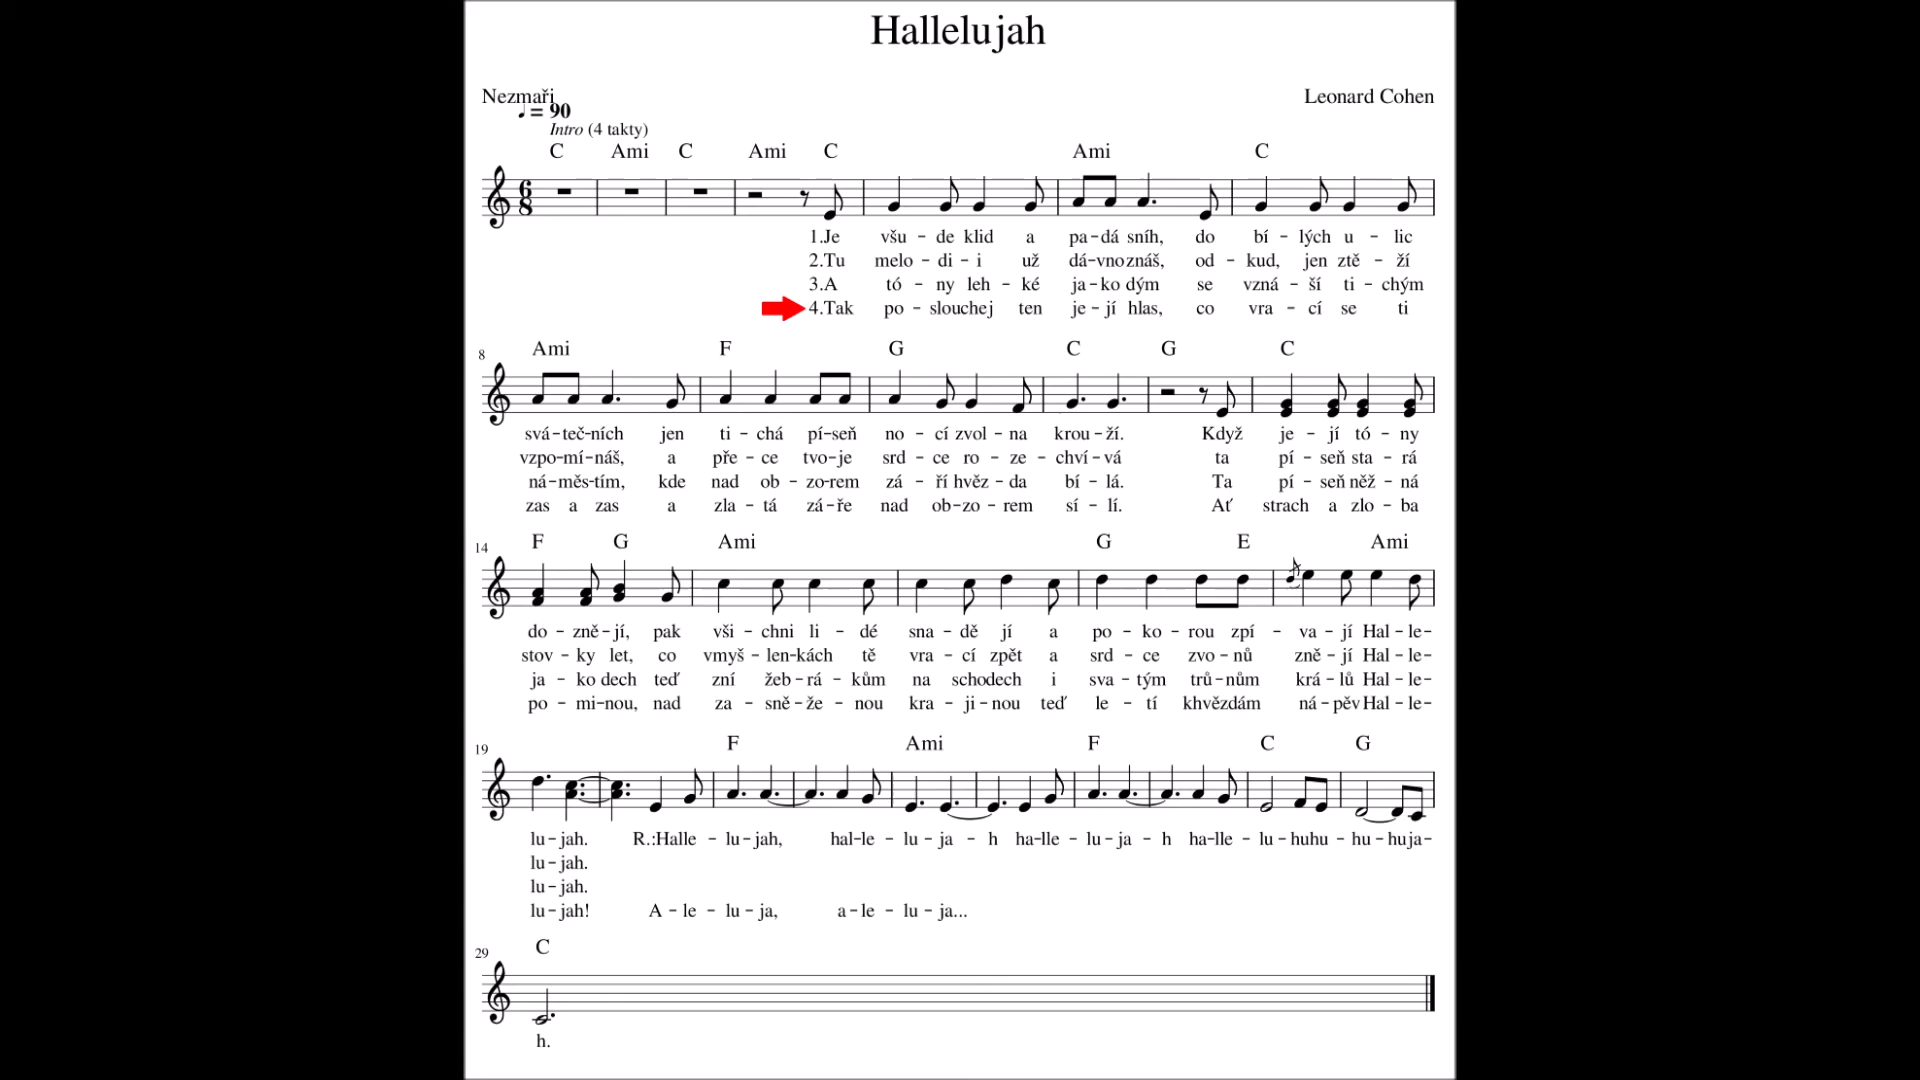 Hallelujah
Nezmaři
Leonard Cohen
♩ = 90
Intro (4 takty)
C Ami C Ami C Ami C
6
8
1.Je všu – de klid a pa – dá sníh, do bí – lých u – lic
2.Tu melo – di – i už dá – vno znáš, od – kud, jen ztě – ží
3.A tó – ny leh – ké ja – ko dým se vzná – ší ti – chým
4.Tak po – slouchej ten je – jí hlas, co vra – cí se ti
8
Ami F G C G C
svá – teč – ních jen ti – chá pí – seň no – cí zvol – na krou – ží. Když je – jí tó – ny
vzpo – mí – náš, a pře – ce tvo – je srd – ce ro – ze – chví – vá ta pí – seň sta – rá
ná – měs – tím, kde nad ob – zo – rem zá – ří hvěz – da bí – lá. Ta pí – seň něž – ná
zas a zas a zla – tá zá – ře nad ob – zo – rem sí – lí. Ať strach a zlo – ba
14
F G Ami G E Ami
do – zně – jí, pak vši – chni li – dé sna – dě jí a po – ko – rou zpí – va – jí Hal – le –
stov – ky let, co vmyš – len – kách tě vra – cí zpět a srd – ce zvo – nů zně – jí Hal – le –
ja – ko dech teď zní žeb – rá – kům na schodech i sva – tým trů – nům krá – lů Hal – le –
po – mi – nou, nad za – sně – že – nou kra – ji – nou teď le – tí khvězdám ná – pěv Hal – le –
19
F Ami F C G
lu – jah. R.:Halle – lu – jah, hal – le – lu – ja – h ha – lle – lu – ja – h ha – lle – lu – huhu – hu – huja –
lu – jah.
lu – jah.
lu – jah! A – le – lu – ja, a – le – lu – ja...
29
C
h.